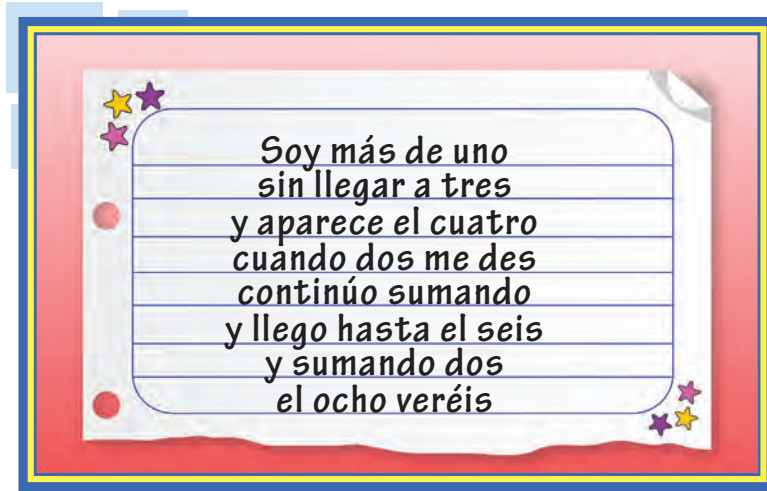 Soy más de uno
sin llegar a tres
y aparece el cuatro
cuando dos me des
continúo sumando
y llego hasta el seis
y sumando dos
el ocho veréis